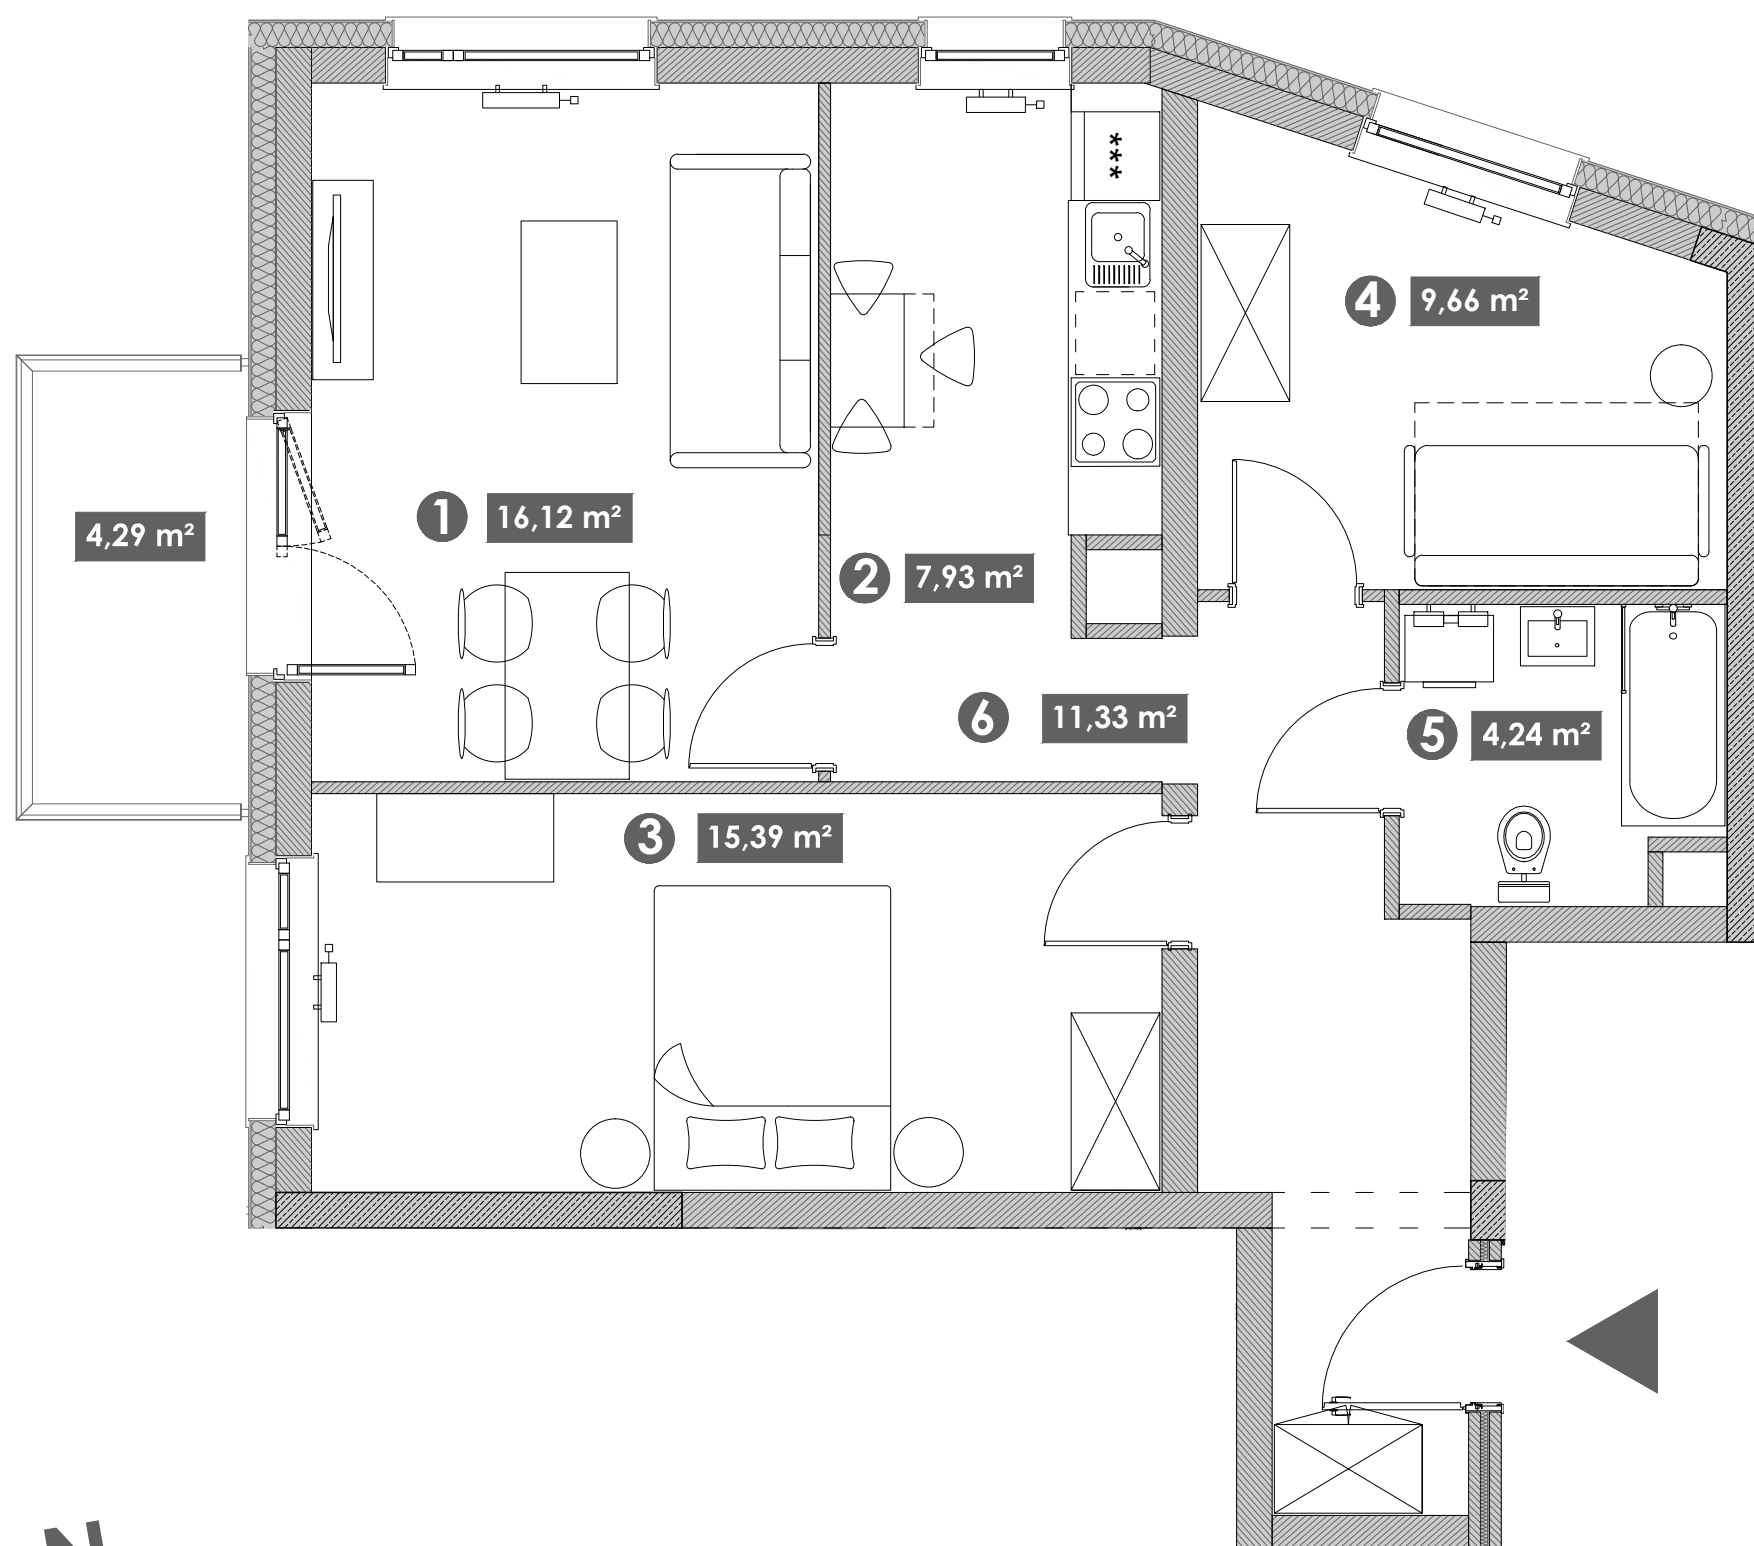 ***
4 9,66 m²
1 16,12 m²
4,29 m²
2 7,93 m²
6 11,33 m²
5 4,24 m²
3 15,39 m²
N